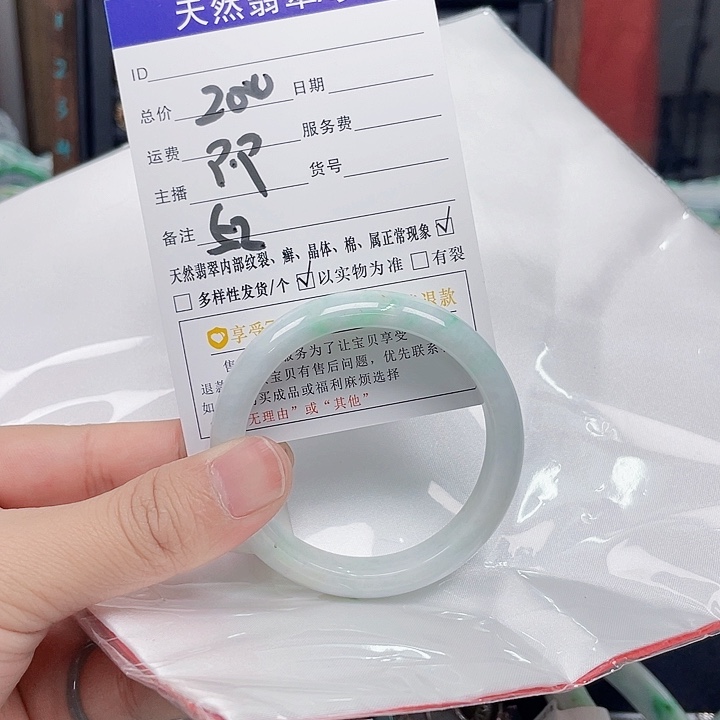 天然翡翠
ID
总价 2000 日期
运费 P.P 服务费
主播 货号
备注 52
天然翡翠内部纹裂、癣、晶体、棉、属正常现象 ☑
☐ 多样性发货/个 ☑ 以实物为准 ☐ 有裂
享受 退款
售 服务为了让宝贝享受
退款 宝贝有售后问题，优先联系
如 买成品或福利麻烦选择
无理由”或“其他”